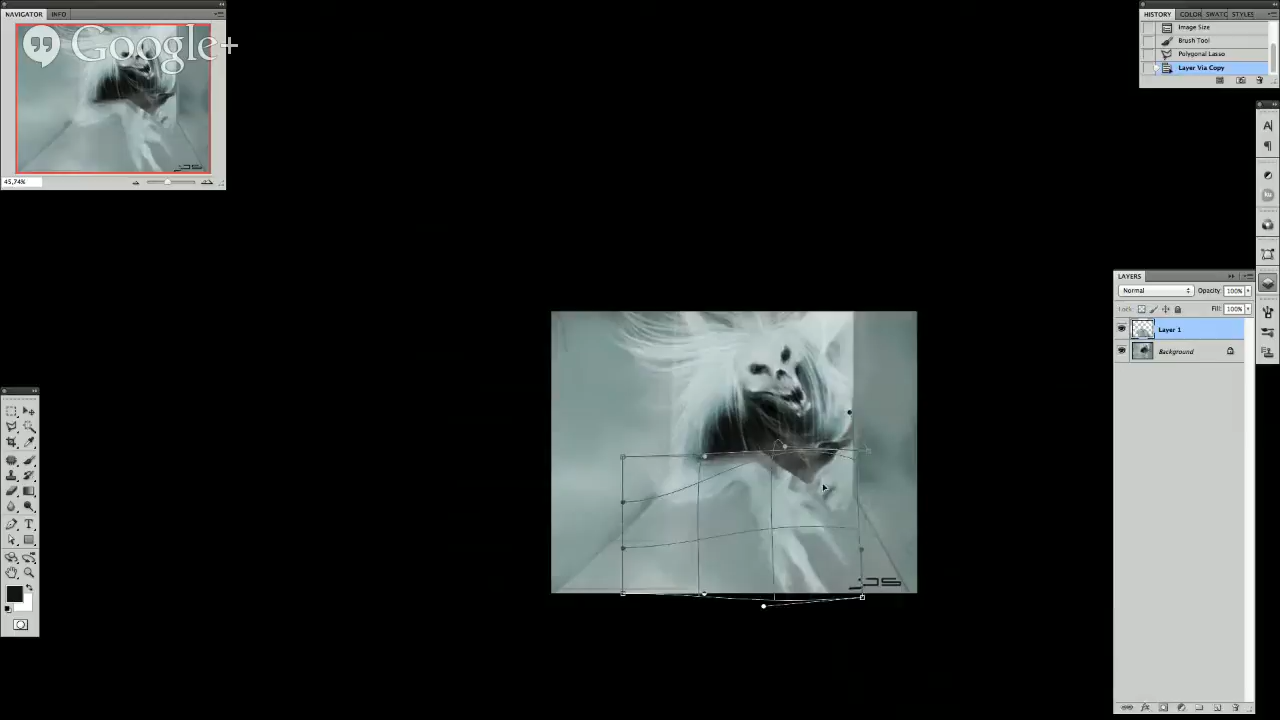 NAVIGATOR INFO
Google+
45,74%
HISTORY COLOR SWATC STYLES
Image Size
Brush Tool
Polygonal Lasso
Layer Via Copy
LAYERS
Normal Opacity: 100%
Lock: Fill: 100%
Layer 1
Background